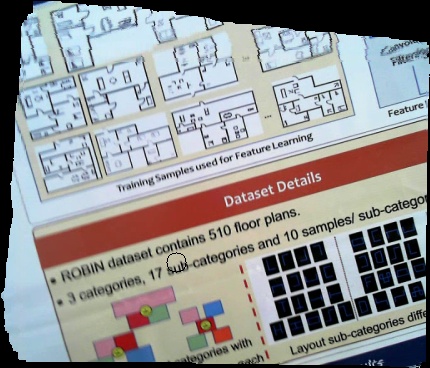 Convolu
Filtering
Feature
Training Samples used for Feature Learning
Dataset Details
• ROBIN dataset contains 510 floor plans.
• 3 categories, 17 sub-categories and 10 samples/ sub-catego
categories with
each
Layout sub-categories diffe